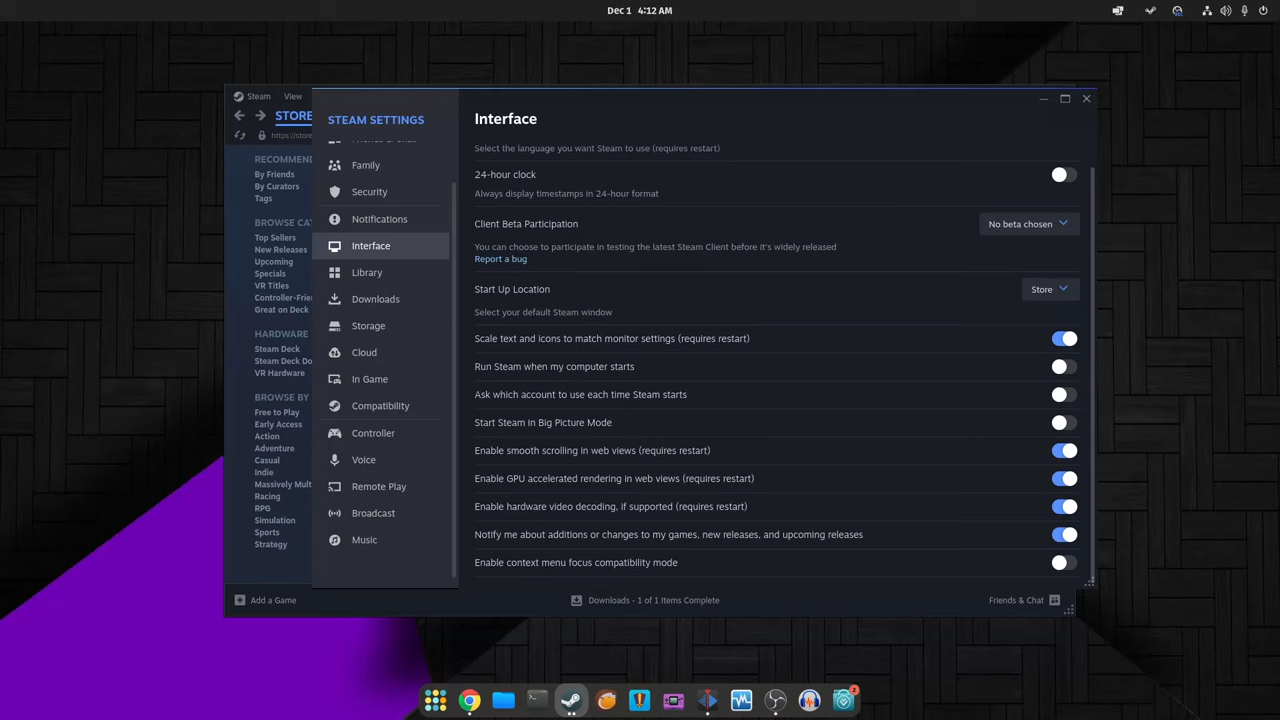 Dec 1 4:12 AM
Steam View
STORE
https://store
RECOMMEN
By Friends
By Curators
Tags
BROWSE CAT
Top Sellers
New Releases
Upcoming
Specials
VR Titles
Controller-Frie
Great on Deck
HARDWARE
Steam Deck
Steam Deck Do
VR Hardware
BROWSE BY
Free to Play
Early Access
Action
Adventure
Casual
Indie
Massively Mult
Racing
RPG
Simulation
Sports
Strategy
STEAM SETTINGS
Family
Security
Notifications
Interface
Library
Downloads
Storage
Cloud
In Game
Compatibility
Controller
Voice
Remote Play
Broadcast
Music
Interface
Select the language you want Steam to use (requires restart)
24-hour clock
Always display timestamps in 24-hour format
Client Beta Participation
No beta chosen
You can choose to participate in testing the latest Steam Client before it's widely released
Report a bug
Start Up Location
Store
Select your default Steam window
Scale text and icons to match monitor settings (requires restart)
Run Steam when my computer starts
Ask which account to use each time Steam starts
Start Steam in Big Picture Mode
Enable smooth scrolling in web views (requires restart)
Enable GPU accelerated rendering in web views (requires restart)
Enable hardware video decoding, if supported (requires restart)
Notify me about additions or changes to my games, new releases, and upcoming releases
Enable context menu focus compatibility mode
Add a Game
Downloads - 1 of 1 Items Complete
Friends & Chat